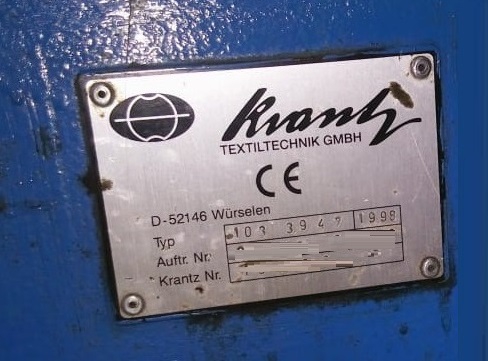 Krantz
TEXTILTECHNIK GMBH
CE
D-52146 Würselen
Typ 103 3947 1998
Auftr. Nr.
Krantz Nr.